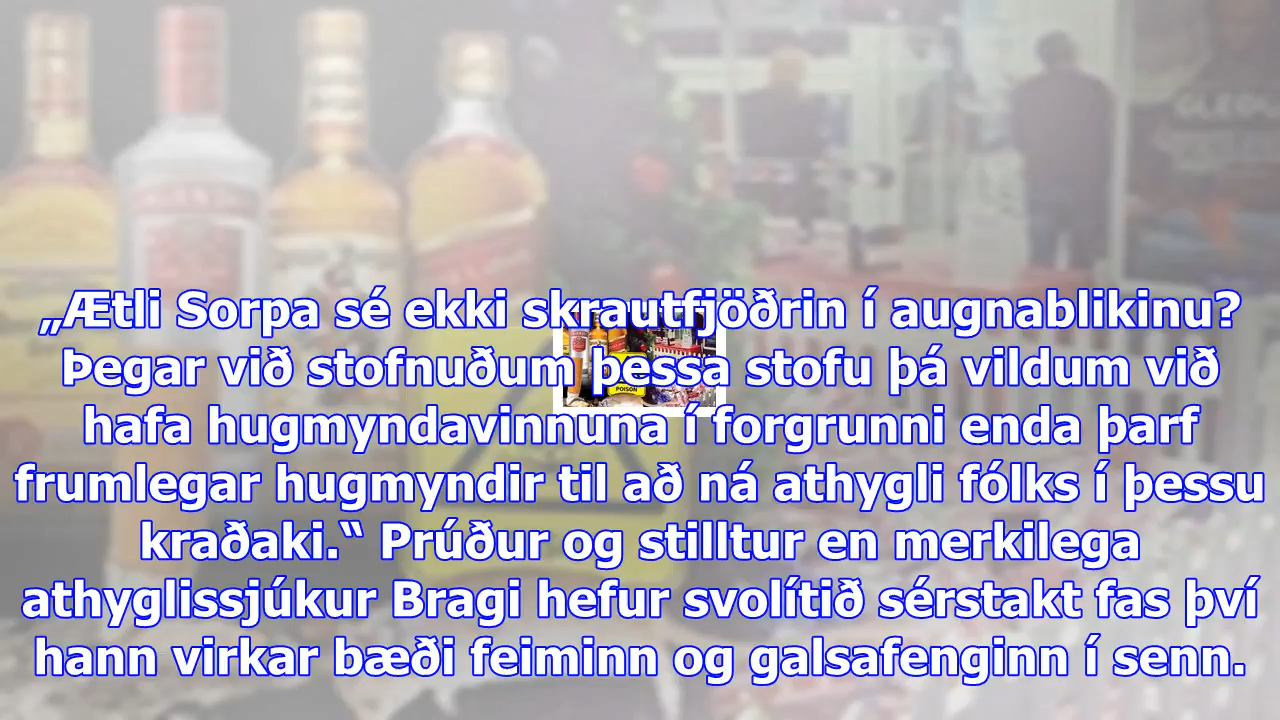 „Ætli Sorpa sé ekki skrautfjöðrin í augnablikinu?
Þegar við stofnuðum þessa stofu þá vildum við
hafa hugmyndavinnuna í forgrunni enda þarf
frumlegar hugmyndir til að ná athygli fólks í þessu
kraðaki.“ Prúður og stilltur en merkilega
athyglissjúkur Bragi hefur svolítið sérstakt fas því
hann virkar bæði feiminn og galsafenginn í senn.
POISON